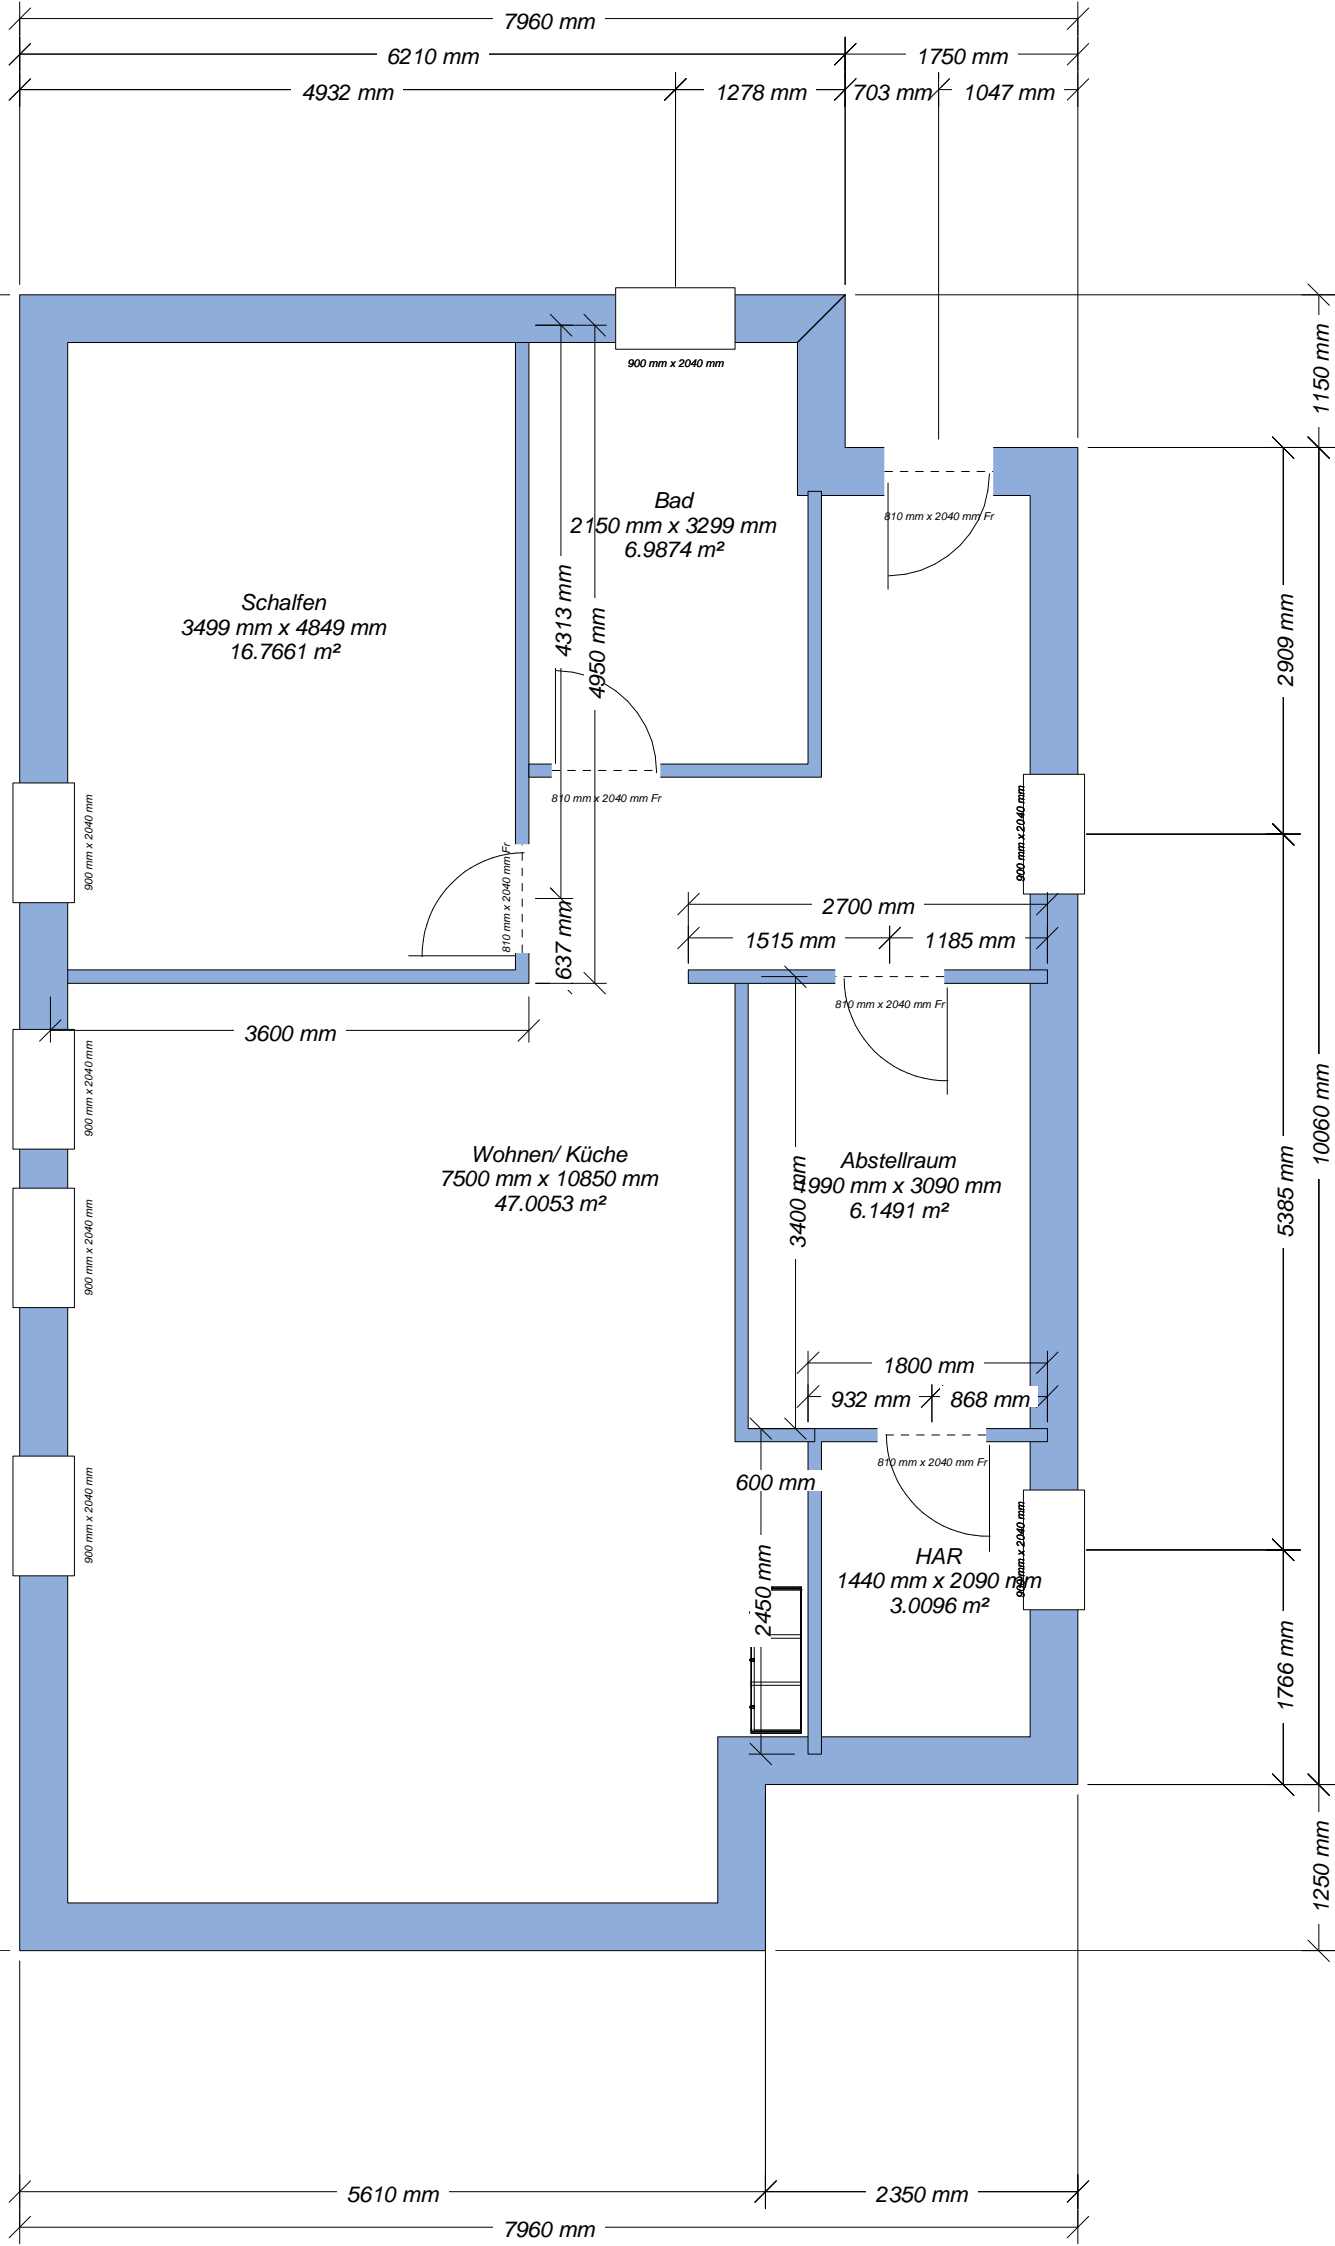 7960 mm
6210 mm
1750 mm
4932 mm
1278 mm
703 mm
1047 mm
1150 mm
900 mm x 2040 mm
Bad
2150 mm x 3299 mm
6.9874 m²
810 mm x 2040 mm Fr
Schalfen
3499 mm x 4849 mm
16.7661 m²
4313 mm
4950 mm
2909 mm
810 mm x 2040 mm Fr
900 mm x 2040 mm
900 mm x 2040 mm
810 mm x 2040 mm Fr
637 mm
2700 mm
1515 mm
1185 mm
810 mm x 2040 mm Fr
3600 mm
900 mm x 2040 mm
10060 mm
Wohnen/ Küche
7500 mm x 10850 mm
47.0053 m²
Abstellraum
1990 mm x 3090 mm
6.1491 m²
3400 mm
5385 mm
900 mm x 2040 mm
1800 mm
932 mm
868 mm
810 mm x 2040 mm Fr
600 mm
900 mm x 2040 mm
900 mm x 2040 mm
HAR
1440 mm x 2090 mm
3.0096 m²
2450 mm
1766 mm
1250 mm
5610 mm
2350 mm
7960 mm